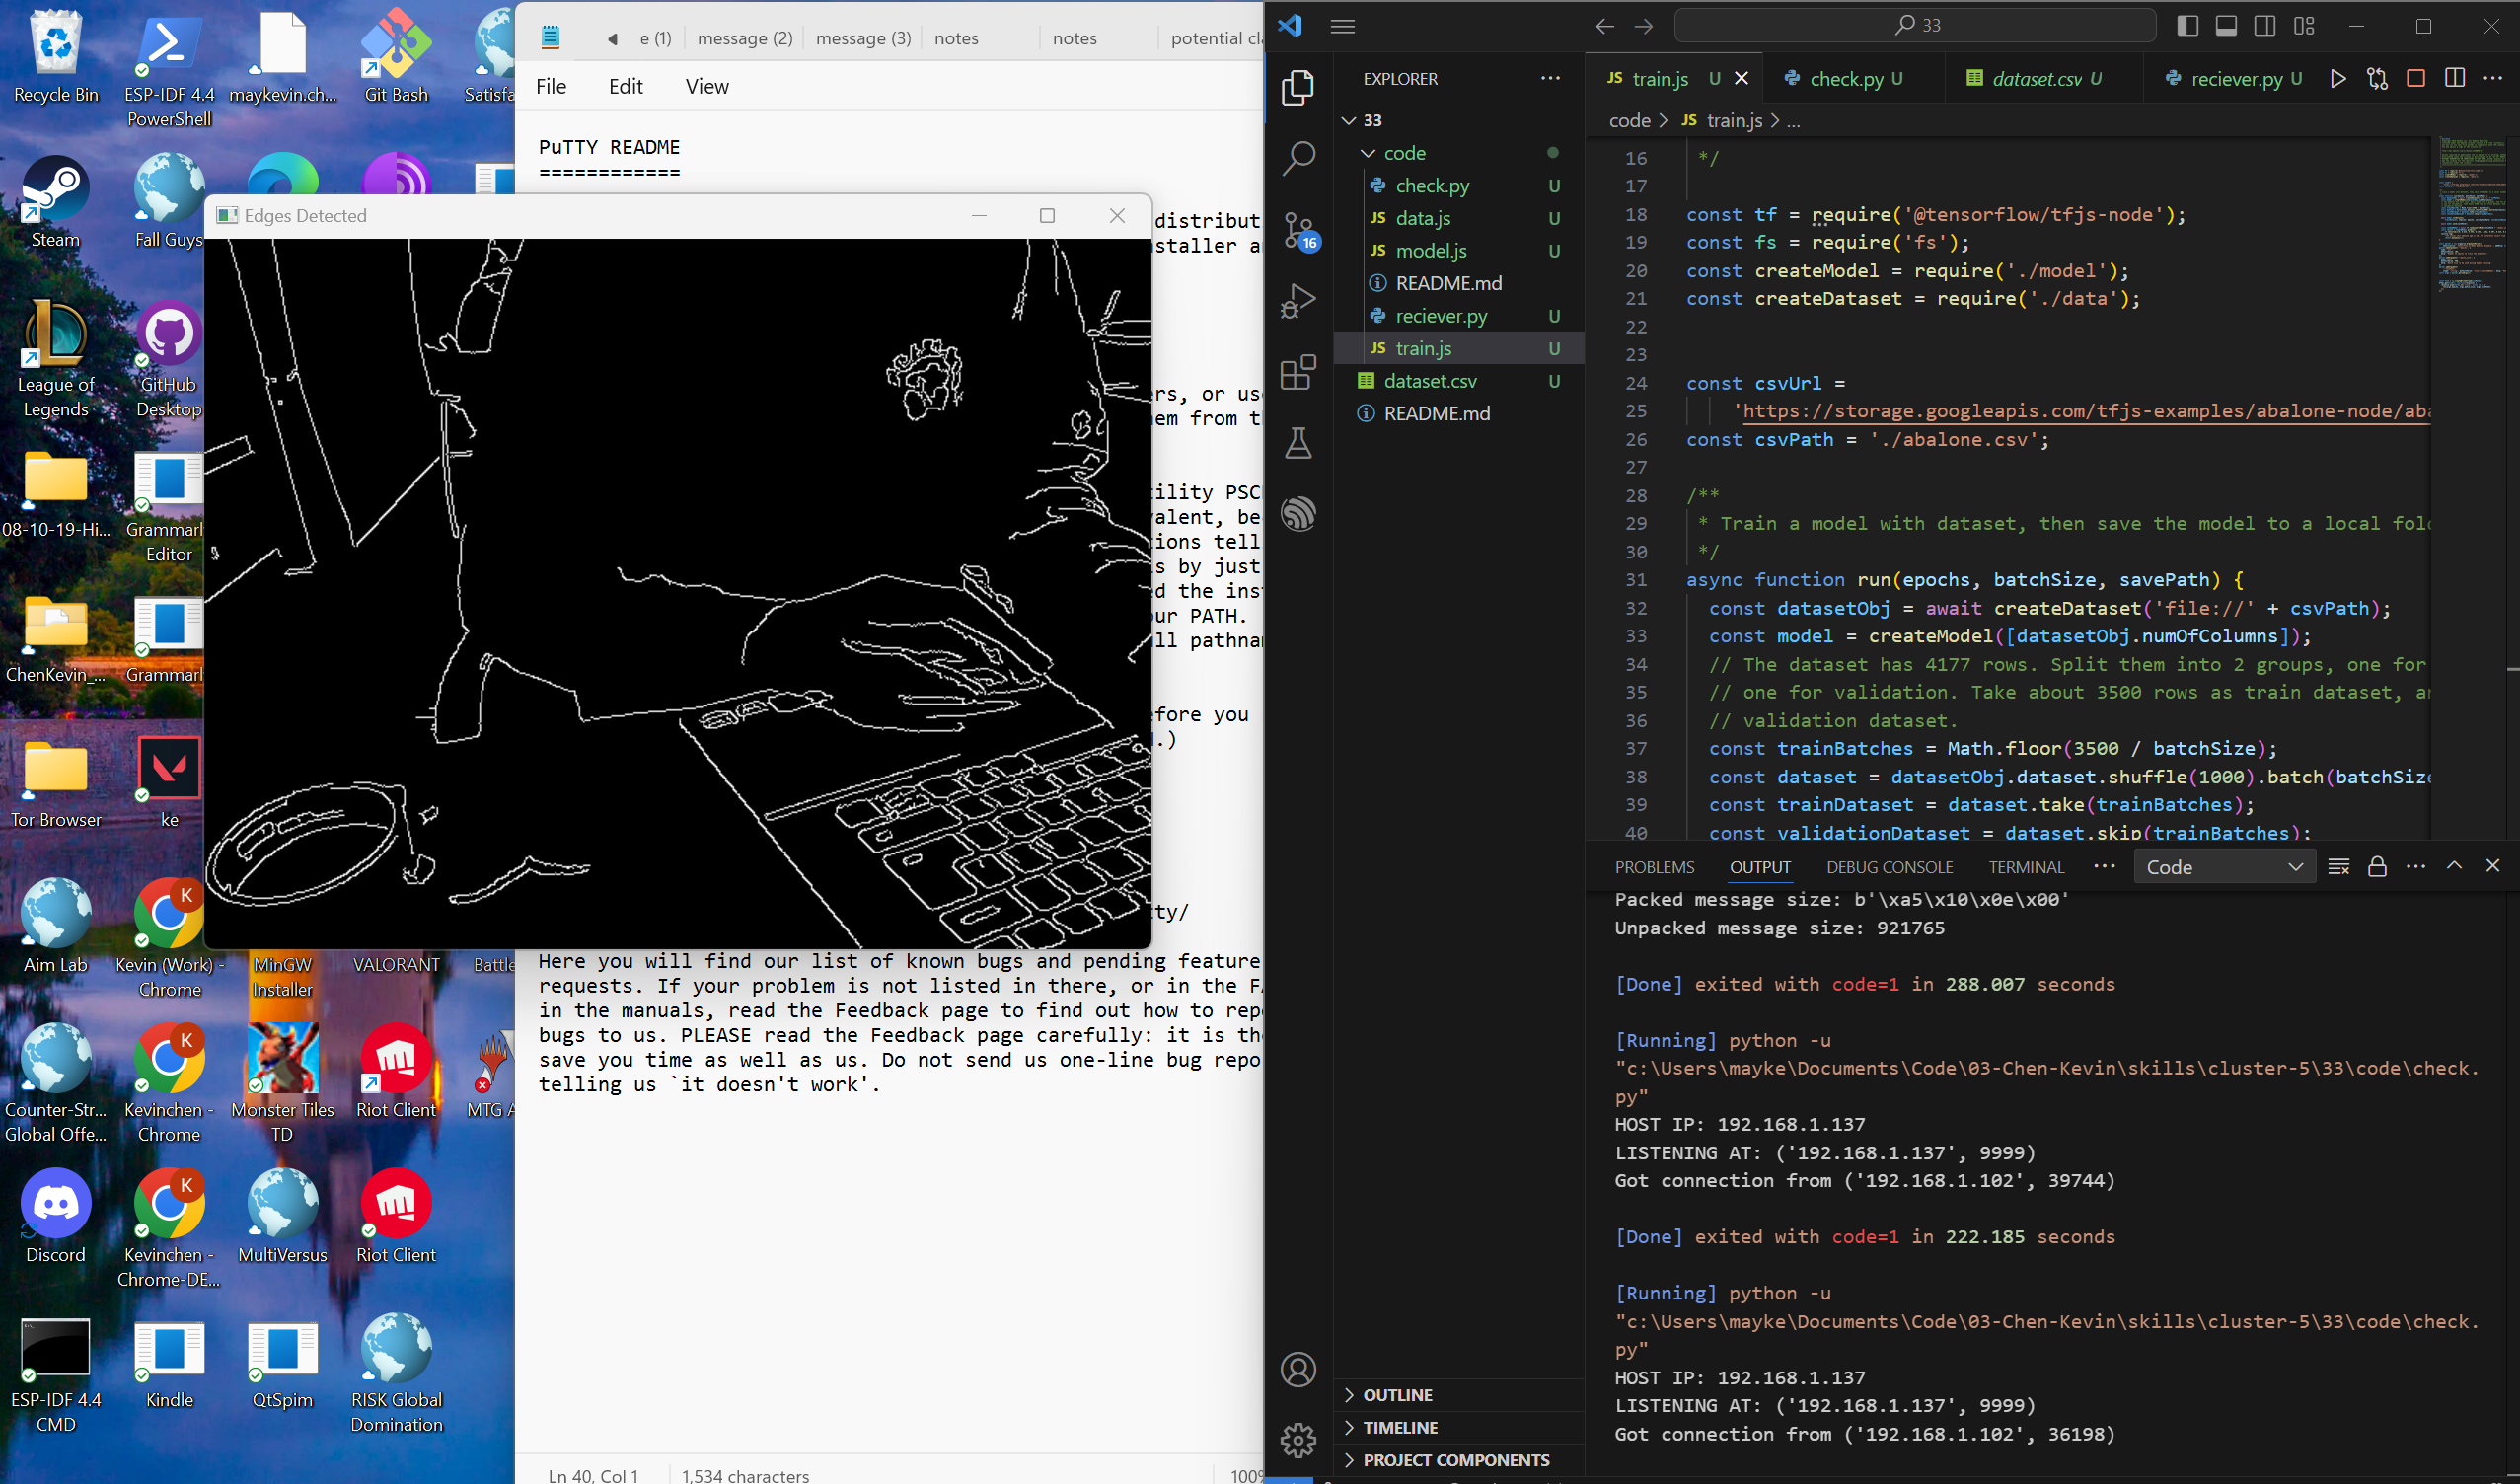 Recycle Bin
ESP-IDF 4.4 PowerShell
maykevin.ch...
Git Bash
Satisfa
Steam
Fall Guys
League of Legends
GitHub Desktop
08-10-19-Hi...
Grammarl Editor
ChenKevin_...
Grammarl
Tor Browser
ke
Aim Lab
Kevin (Work) - Chrome
MinGW Installer
VALORANT
Battle
Counter-Str... Global Offe...
Kevinchen - Chrome
Monster Tiles TD
Riot Client
MTG A
Discord
Kevinchen - Chrome-DE...
MultiVersus
Riot Client
ESP-IDF 4.4 CMD
Kindle
QtSpim
RISK Global Domination
e (1)
message (2)
message (3)
notes
notes
potential cla
File
Edit
View
PuTTY README
============
distributi
staller an
ers, or use
em from th
ility PSC
valent, be
ions tell
s by just
d the inst
ur PATH.
ll pathnam
efore you
.)
ty/
Here you will find our list of known bugs and pending feature
requests. If your problem is not listed in there, or in the FA
in the manuals, read the Feedback page to find out how to repo
bugs to us. PLEASE read the Feedback page carefully: it is the
save you time as well as us. Do not send us one-line bug repo
telling us `it doesn't work'.
Ln 40, Col 1
1,534 characters
100%
Edges Detected
33
EXPLORER
33
code
check.py U
data.js U
model.js U
README.md
reciever.py U
train.js U
dataset.csv U
README.md
16
OUTLINE
TIMELINE
PROJECT COMPONENTS
JS train.js U
check.py U
dataset.csv U
reciever.py U
code > JS train.js > ...
16 */
17
18 const tf = require('@tensorflow/tfjs-node');
19 const fs = require('fs');
20 const createModel = require('./model');
21 const createDataset = require('./data');
22
23
24 const csvUrl =
25 'https://storage.googleapis.com/tfjs-examples/abalone-node/aba
26 const csvPath = './abalone.csv';
27
28 /**
29 * Train a model with dataset, then save the model to a local fol
30 */
31 async function run(epochs, batchSize, savePath) {
32 const datasetObj = await createDataset('file://' + csvPath);
33 const model = createModel([datasetObj.numOfColumns]);
34 // The dataset has 4177 rows. Split them into 2 groups, one for
35 // one for validation. Take about 3500 rows as train dataset, a
36 // validation dataset.
37 const trainBatches = Math.floor(3500 / batchSize);
38 const dataset = datasetObj.dataset.shuffle(1000).batch(batchSize
39 const trainDataset = dataset.take(trainBatches);
40 const validationDataset = dataset.skip(trainBatches);
PROBLEMS
OUTPUT
DEBUG CONSOLE
TERMINAL
Code
Packed message size: b'\xa5\x10\x0e\x00'
Unpacked message size: 921765
[Done] exited with code=1 in 288.007 seconds
[Running] python -u
"c:\Users\mayke\Documents\Code\03-Chen-Kevin\skills\cluster-5\33\code\check.
py"
HOST IP: 192.168.1.137
LISTENING AT: ('192.168.1.137', 9999)
Got connection from ('192.168.1.102', 39744)
[Done] exited with code=1 in 222.185 seconds
[Running] python -u
"c:\Users\mayke\Documents\Code\03-Chen-Kevin\skills\cluster-5\33\code\check.
py"
HOST IP: 192.168.1.137
LISTENING AT: ('192.168.1.137', 9999)
Got connection from ('192.168.1.102', 36198)